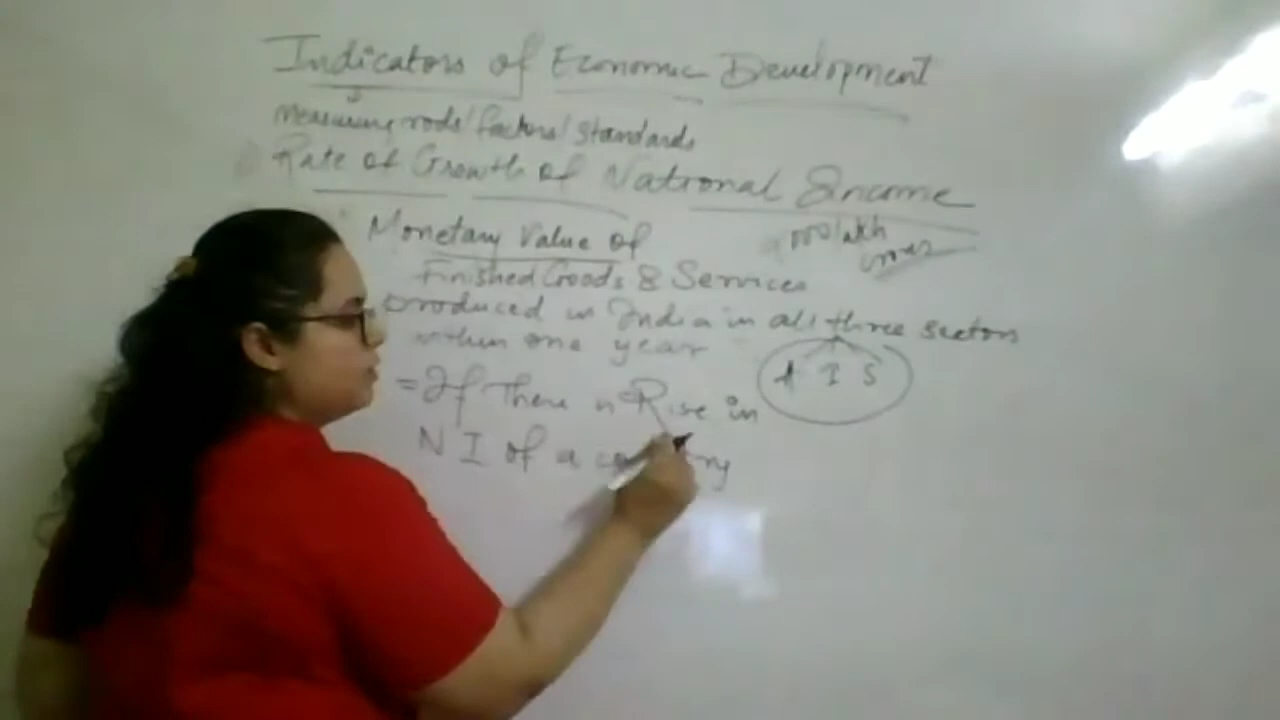 Indicators of Economic Development
Measuring rods/factors/standards
Rate of Growth of National Income
Monetary Value of
Finished Goods & Services
produced in India in all three sectors
within one year
A I S
= If There is Rise in
N I of a country